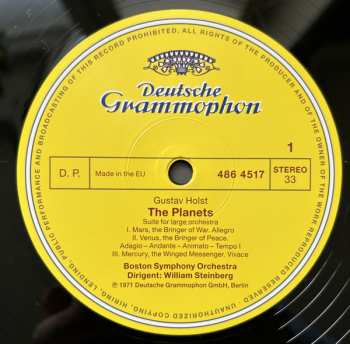 Deutsche
Grammophon
1
D. P.
Made in the EU
486 4517
STEREO
33
Gustav Holst
The Planets
Suite for large orchestra
I. Mars, the Bringer of War. Allegro
II. Venus, the Bringer of Peace.
Adagio – Andante – Animato – Tempo I
III. Mercury, the Winged Messenger. Vivace
Boston Symphony Orchestra
Dirigent: William Steinberg
Ⓟ 1971 Deutsche Grammophon GmbH, Berlin
ALL RIGHTS OF THE PRODUCER AND OF THE OWNER OF THE WORK REPRODUCED RESERVED · UNAUTHORIZED COPYING, HIRING, LENDING, PUBLIC PERFORMANCE AND BROADCASTING OF THIS RECORD PROHIBITED.